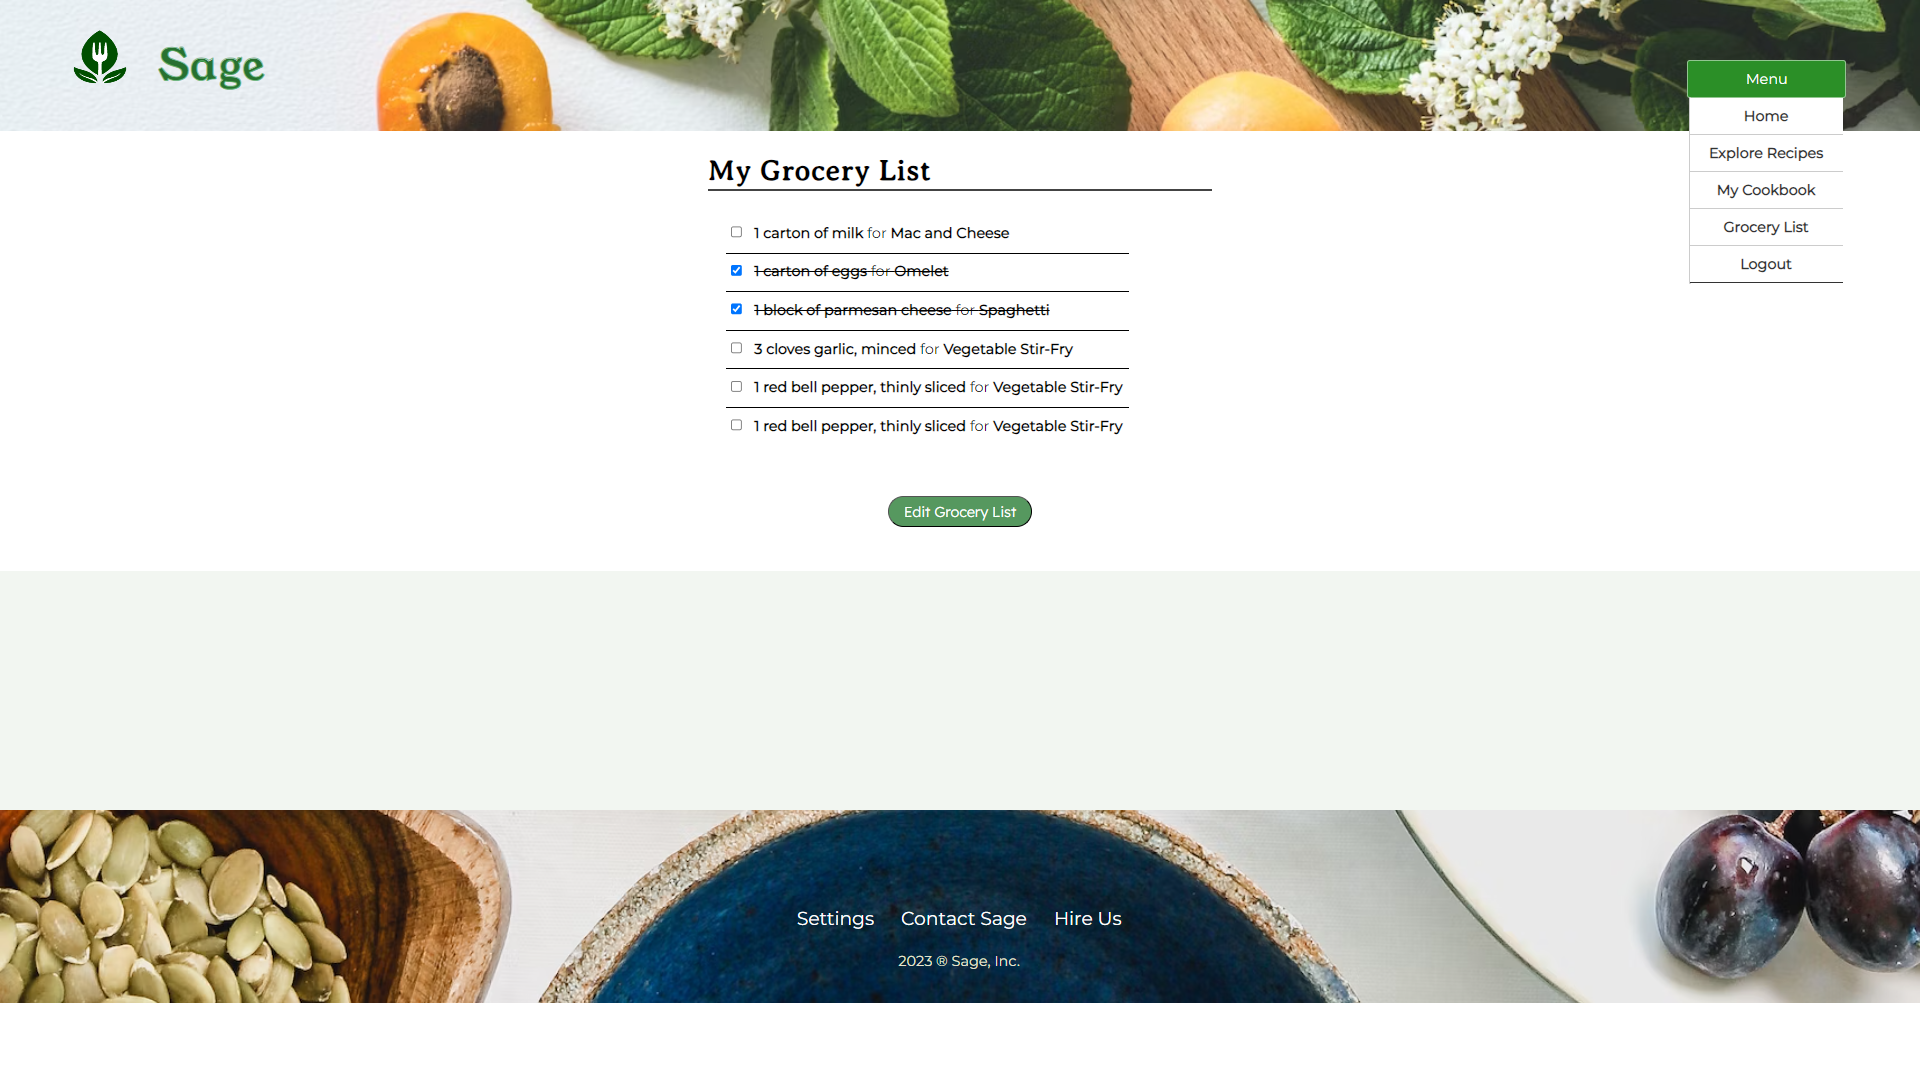 Sage
Menu
Home
Explore Recipes
My Cookbook
Grocery List
Logout
My Grocery List
1 carton of milk for Mac and Cheese
1 carton of eggs for Omelet
1 block of parmesan cheese for Spaghetti
3 cloves garlic, minced for Vegetable Stir-Fry
1 red bell pepper, thinly sliced for Vegetable Stir-Fry
1 red bell pepper, thinly sliced for Vegetable Stir-Fry
Edit Grocery List
Settings Contact Sage Hire Us
2023 ® Sage, Inc.